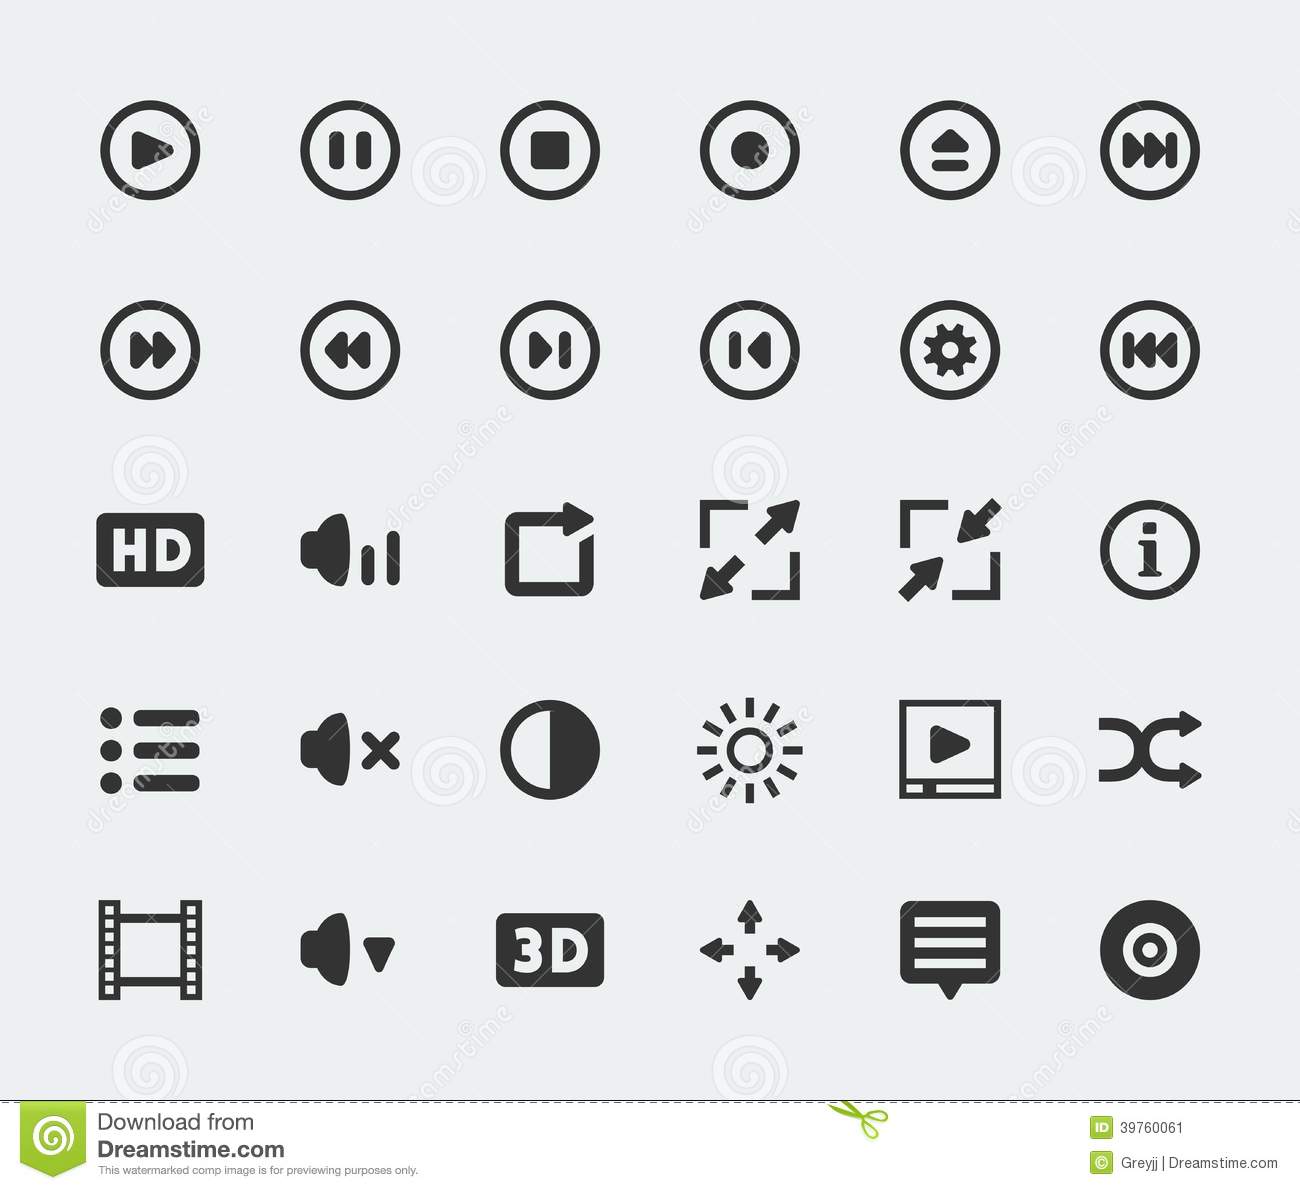 HD
i
3D
Download from
Dreamstime.com
This watermarked comp image is for previewing purposes only.
ID 39760061
© Greyjj | Dreamstime.com
dreamstime